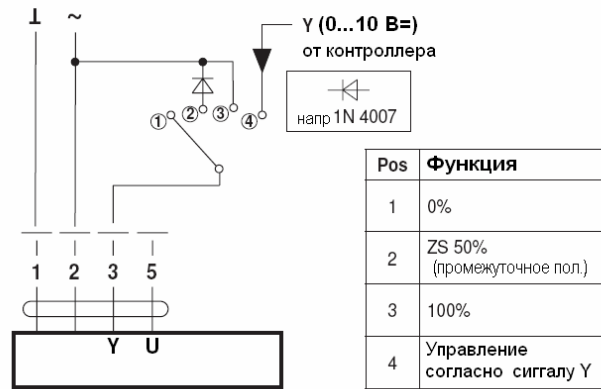 ⊥ ~
Y (0...10 В=)
от контроллера
напр 1N 4007
1 2 3 4
Pos Функция
1 0%
2 ZS 50%
(промежуточное пол.)
3 100%
4 Управление
согласно сиггалу Y
1 2 3 5
Y U